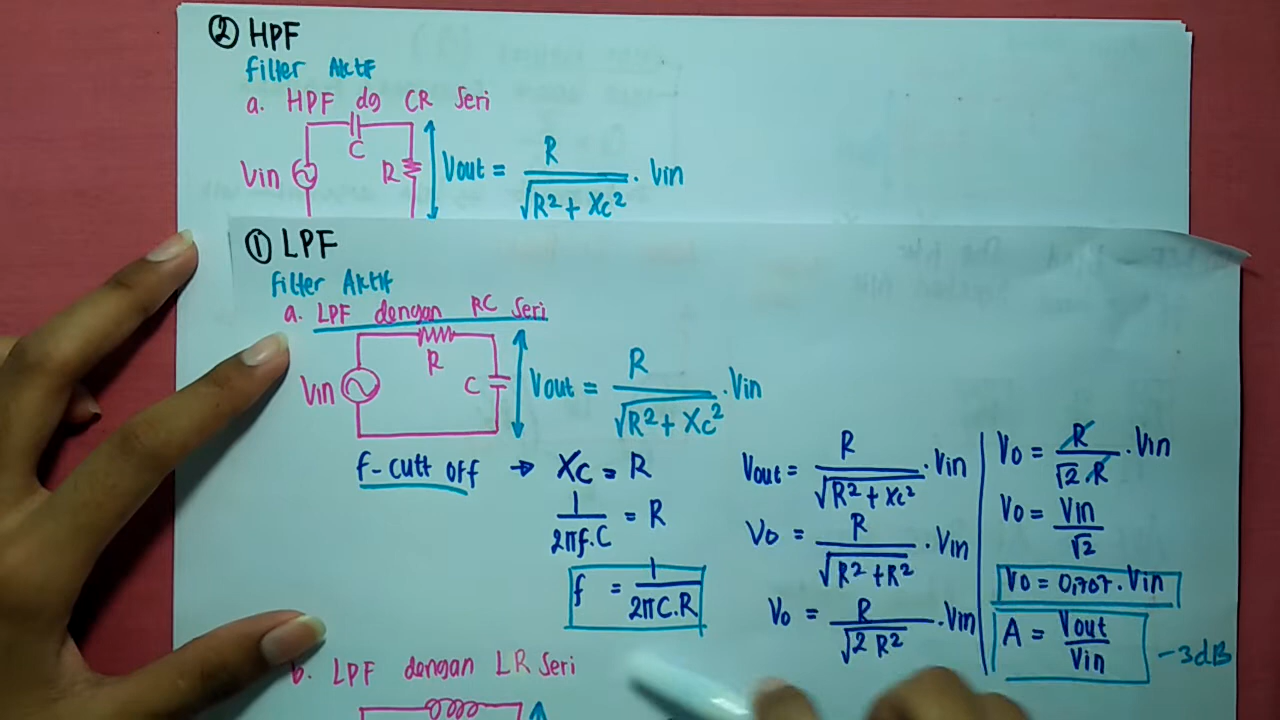 ② HPF
filter Aktf
a. HPF dg CR Seri
C
Vin
R
Vout = R / √R² + Xc² . Vin
① LPF
filter Aktif
a. LPF dengan RC Seri
R
Vin
C
Vout = R / √R² + Xc² . Vin
f-cutt off → Xc = R
1 / 2πf.C = R
f = 1 / 2πC.R
Vout = R / √R² + Xc² . Vin
Vo = R / √R² + R² . Vin
Vo = R / √2 R² . Vin
Vo = R / √2 . R . Vin
Vo = Vin / √2
Vo = 0,707 . Vin
A = Vout / Vin
-3dB
b. LPF dengan LR Seri